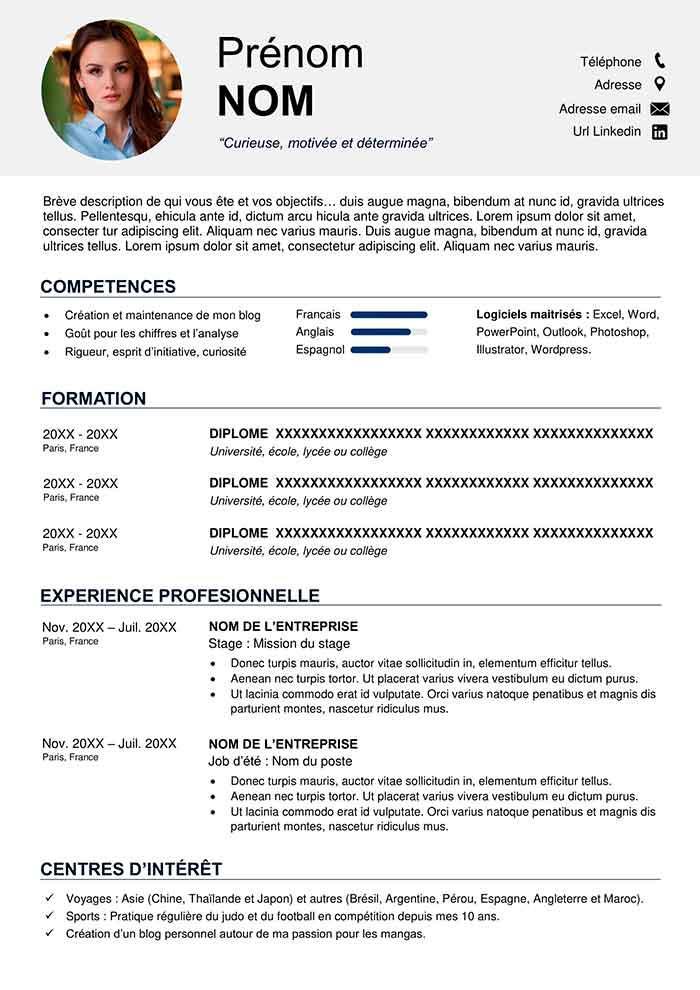 Prénom
NOM
“Curieuse, motivée et déterminée”
Téléphone
Adresse
Adresse email
Url Linkedin
in
Brève description de qui vous ête et vos objectifs… duis augue magna, bibendum at nunc id, gravida ultrices
tellus. Pellentesqu, ehicula ante id, dictum arcu hicula ante gravida ultrices. Lorem ipsum dolor sit amet,
consecter tur adipiscing elit. Aliquam nec varius mauris. Duis augue magna, bibendum at nunc id, gravida
ultrices tellus. Lorem ipsum dolor sit amet, consectetur adipiscing elit. Aliquam nec varius mauris.
COMPETENCES
• Création et maintenance de mon blog
• Goût pour les chiffres et l’analyse
• Rigueur, esprit d’initiative, curiosité
Francais
Anglais
Espagnol
Logiciels maitrisés : Excel, Word,
PowerPoint, Outlook, Photoshop,
Illustrator, Wordpress.
FORMATION
20XX - 20XX
Paris, France
DIPLOME XXXXXXXXXXXXXXXXX XXXXXXXXXXXX XXXXXXXXXXXXXX
Université, école, lycée ou collège
20XX - 20XX
Paris, France
DIPLOME XXXXXXXXXXXXXXXXX XXXXXXXXXXXX XXXXXXXXXXXXXX
Université, école, lycée ou collège
20XX - 20XX
Paris, France
DIPLOME XXXXXXXXXXXXXXXXX XXXXXXXXXXXX XXXXXXXXXXXXXX
Université, école, lycée ou collège
EXPERIENCE PROFESIONNELLE
Nov. 20XX – Juil. 20XX
Paris, France
NOM DE L’ENTREPRISE
Stage : Mission du stage
• Donec turpis mauris, auctor vitae sollicitudin in, elementum efficitur tellus.
• Aenean nec turpis tortor. Ut placerat varius vivera vestibulum eu dictum purus.
• Ut lacinia commodo erat id vulputate. Orci varius natoque penatibus et magnis dis
parturient montes, nascetur ridiculus mus.
Nov. 20XX – Juil. 20XX
Paris, France
NOM DE L’ENTREPRISE
Job d’été : Nom du poste
• Donec turpis mauris, auctor vitae sollicitudin in, elementum efficitur tellus.
• Aenean nec turpis tortor. Ut placerat varius vivera vestibulum eu dictum purus.
• Ut lacinia commodo erat id vulputate. Orci varius natoque penatibus et magnis dis
parturient montes, nascetur ridiculus mus.
CENTRES D’INTÉRÊT
✓ Voyages : Asie (Chine, Thaïlande et Japon) et autres (Brésil, Argentine, Pérou, Espagne, Angleterre et Maroc).
✓ Sports : Pratique régulière du judo et du football en compétition depuis mes 10 ans.
✓ Création d’un blog personnel autour de ma passion pour les mangas.